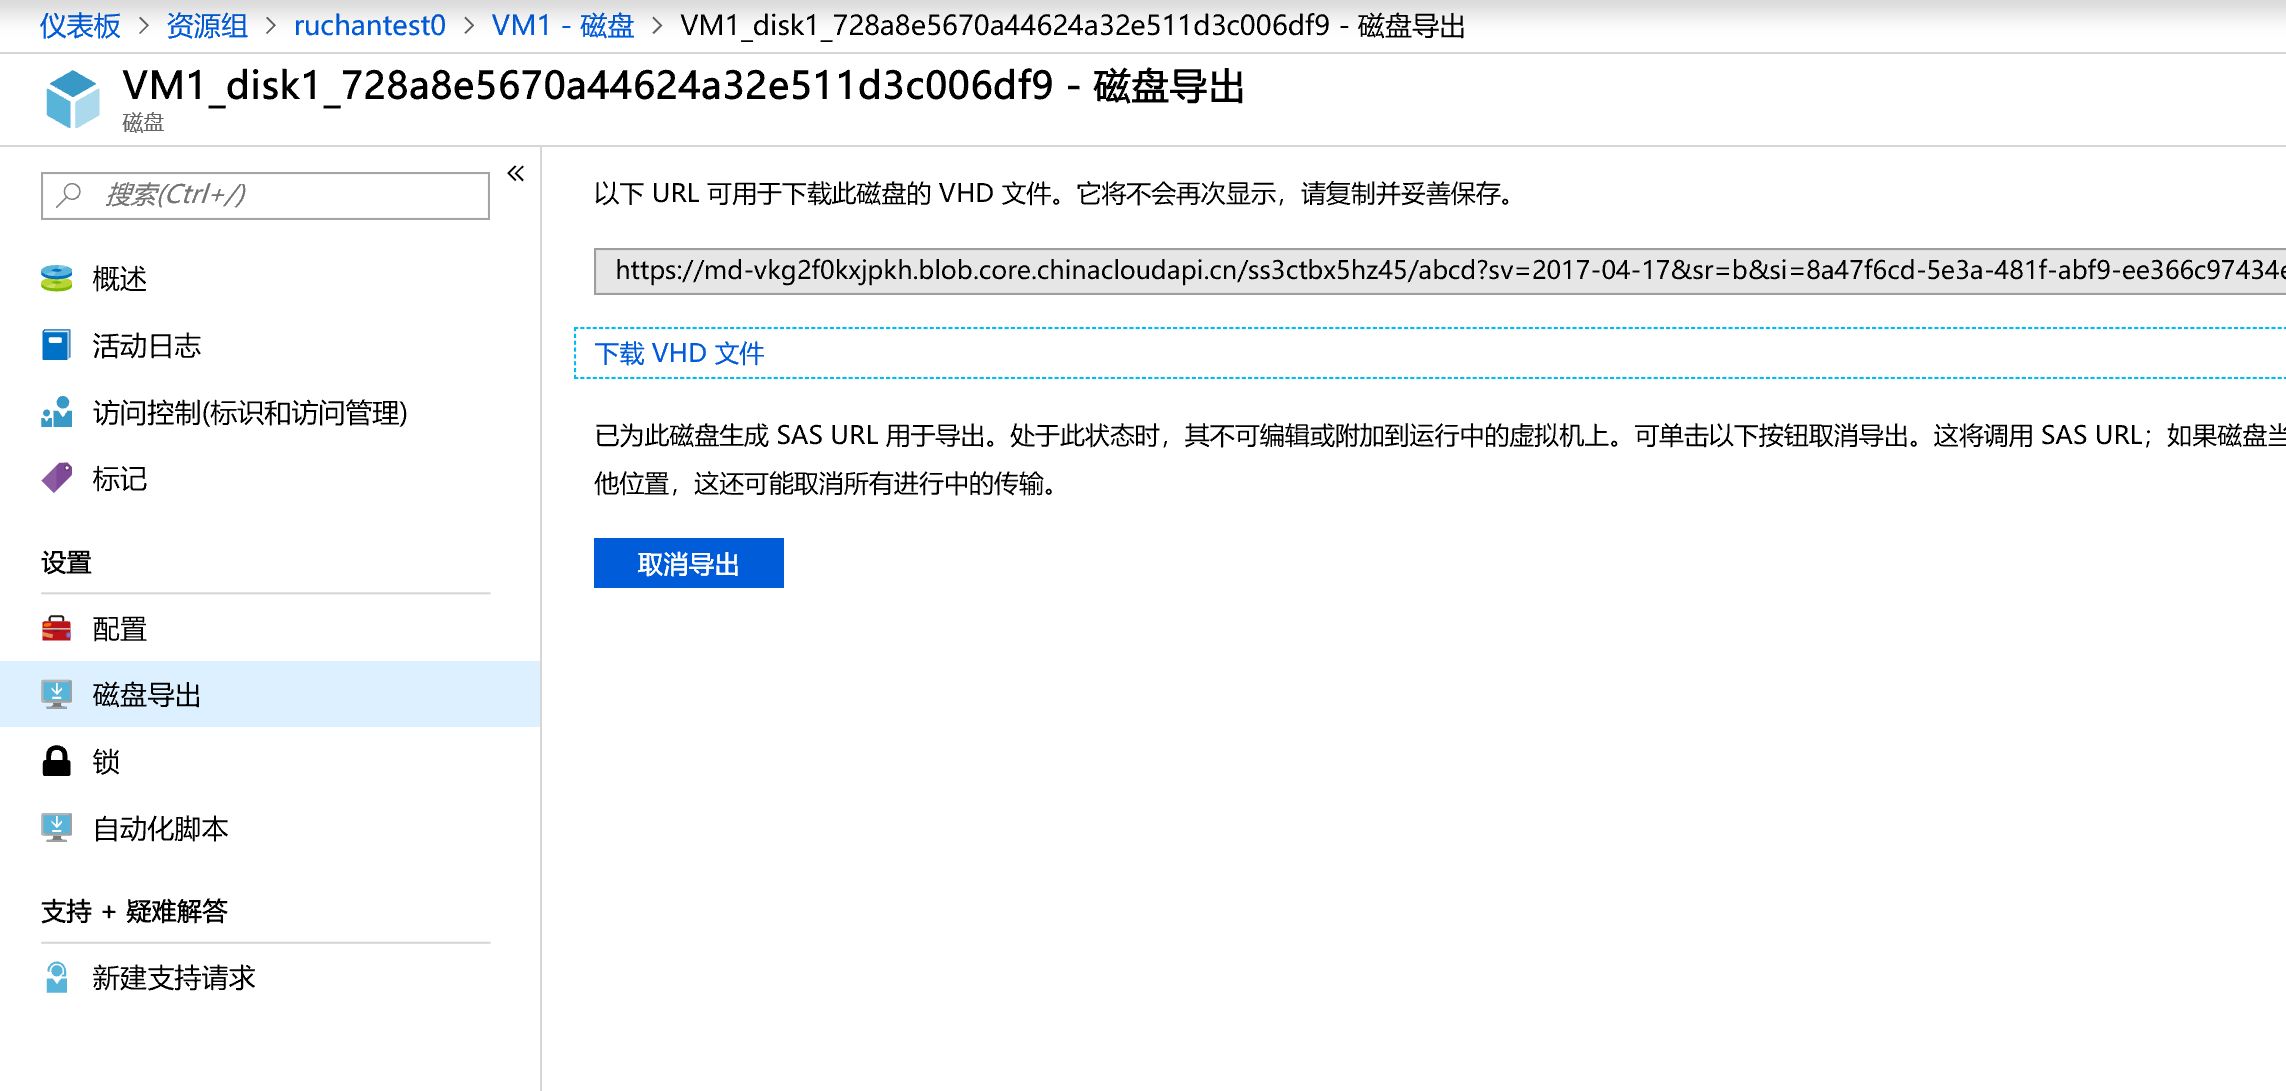 仪表板 > 资源组 > ruchantest0 > VM1 - 磁盘 > VM1_disk1_728a8e5670a44624a32e511d3c006df9 - 磁盘导出
VM1_disk1_728a8e5670a44624a32e511d3c006df9 - 磁盘导出
磁盘
搜索(Ctrl+/)
«
概述
活动日志
访问控制(标识和访问管理)
标记
设置
配置
磁盘导出
锁
自动化脚本
支持 + 疑难解答
新建支持请求
以下 URL 可用于下载此磁盘的 VHD 文件。它将不会再次显示，请复制并妥善保存。
https://md-vkg2f0kxjpkh.blob.core.chinacloudapi.cn/ss3ctbx5hz45/abcd?sv=2017-04-17&sr=b&si=8a47f6cd-5e3a-481f-abf9-ee366c97434e
下载 VHD 文件
已为此磁盘生成 SAS URL 用于导出。处于此状态时，其不可编辑或附加到运行中的虚拟机上。可单击以下按钮取消导出。这将调用 SAS URL；如果磁盘当
他位置，这还可能取消所有进行中的传输。
取消导出